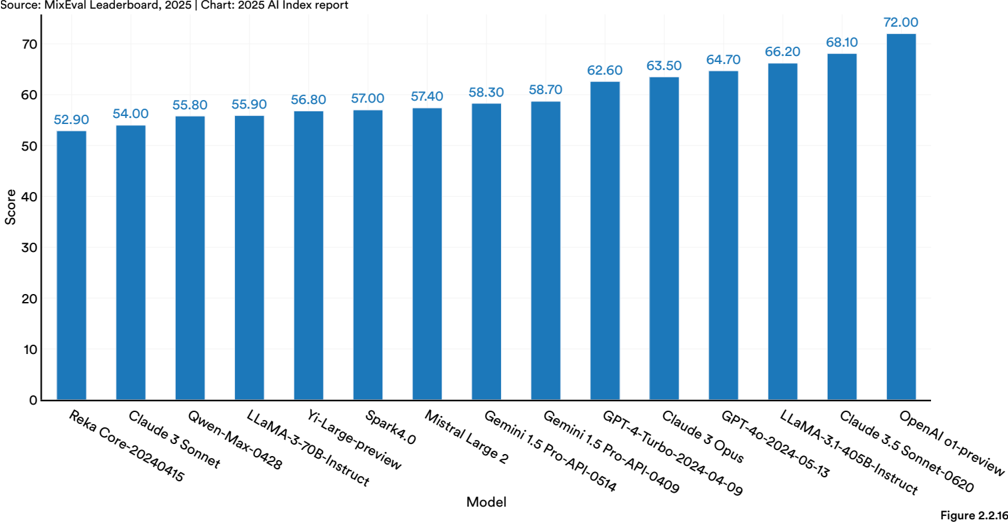 Source: MixEval Leaderboard, 2025 | Chart: 2025 AI Index report
72.00
68.10
66.20
64.70
63.50
62.60
58.70
58.30
57.40
57.00
56.80
55.90
55.80
54.00
52.90
70
60
50
40
30
20
10
0
Score
Reka Core-20240415
Claude 3 Sonnet
Qwen-Max-0428
LLaMA-3-70B-Instruct
Yi-Large-preview
Spark4.0
Mistral Large 2
Gemini 1.5 Pro-API-0514
Gemini 1.5 Pro-API-0409
GPT-4-Turbo-2024-04-09
Claude 3 Opus
GPT-4o-2024-05-13
LLaMA-3.1-405B-Instruct
Claude 3.5 Sonnet-0620
OpenAI o1-preview
Model
Figure 2.2.16